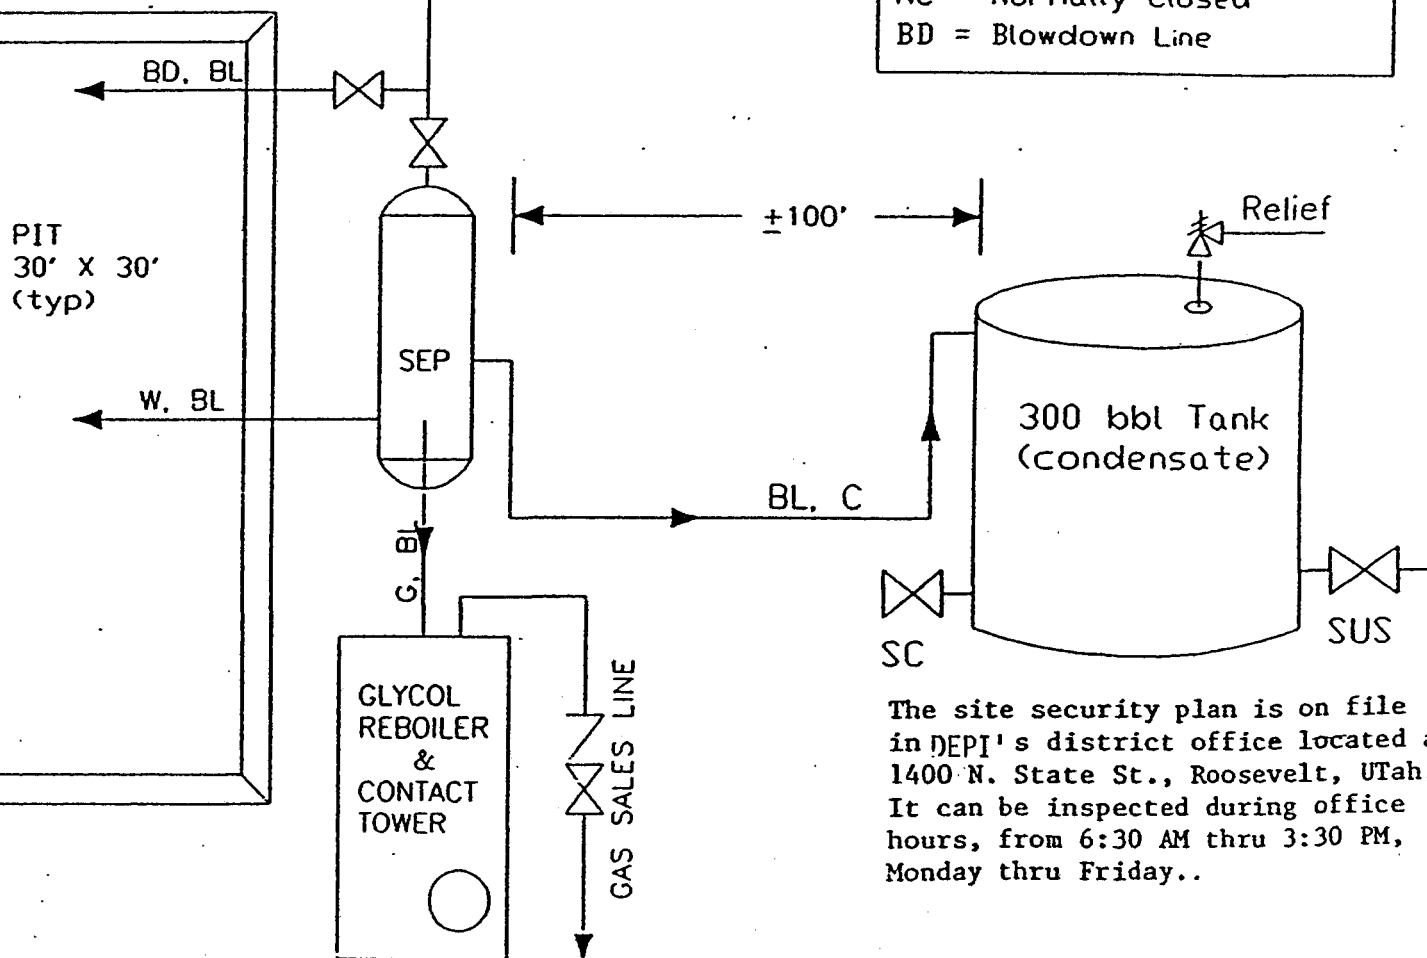 NC = Normally Closed
BD = Blowdown Line
BD, BL
±100'
Relief
PIT
30' X 30'
(typ)
SEP
W, BL
300 bbl Tank
(condensate)
BL, C
G, BL
SC
SUS
GLYCOL
REBOILER
&
CONTACT
TOWER
GAS SALES LINE
The site security plan is on file
in DEPI's district office located a
1400 N. State St., Roosevelt, UTah
It can be inspected during office
hours, from 6:30 AM thru 3:30 PM,
Monday thru Friday..